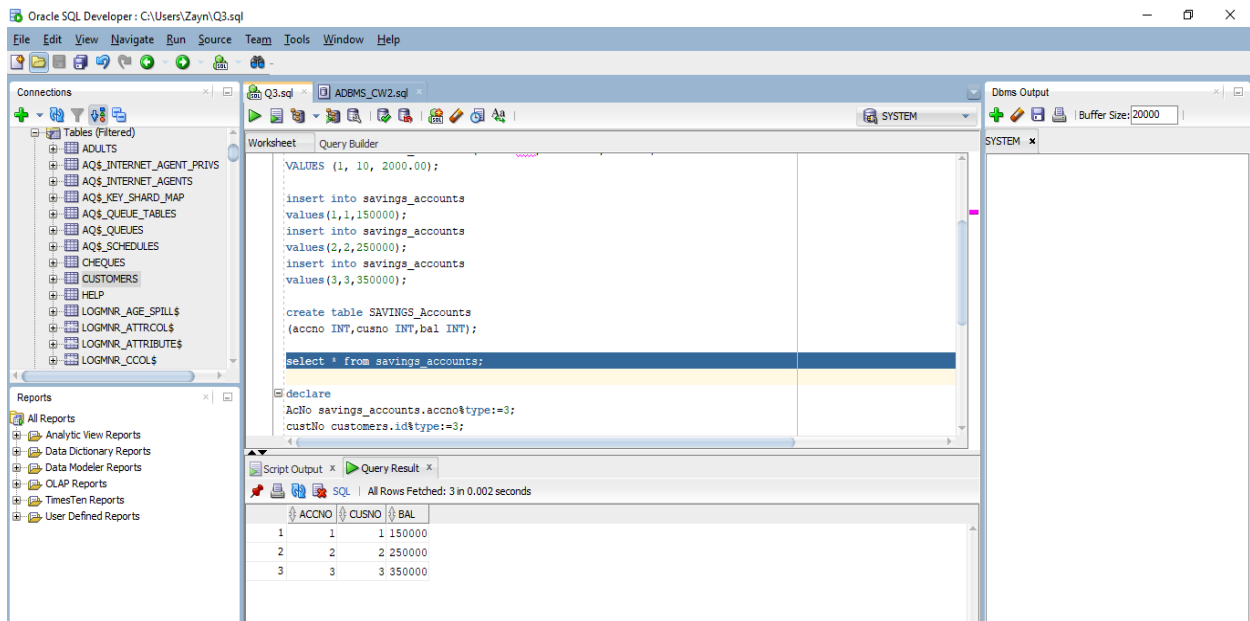 Oracle SQL Developer : C:\Users\Zayn\Q3.sql
File Edit View Navigate Run Source Team Tools Window Help
Connections
Tables (Filtered)
ADULTS
AQ$_INTERNET_AGENT_PRIVS
AQ$_INTERNET_AGENTS
AQ$_KEY_SHARD_MAP
AQ$_QUEUE_TABLES
AQ$_QUEUES
AQ$_SCHEDULES
CHEQUES
CUSTOMERS
HELP
LOGMNR_AGE_SPILL$
LOGMNR_ATTRCOL$
LOGMNR_ATTRIBUTE$
LOGMNR_CCOL$
Reports
All Reports
Analytic View Reports
Data Dictionary Reports
Data Modeler Reports
OLAP Reports
TimesTen Reports
User Defined Reports
Q3.sql ADBMS_CW2.sql
SYSTEM
Worksheet Query Builder
VALUES (1, 10, 2000.00);
insert into savings_accounts
values(1,1,150000);
insert into savings_accounts
values(2,2,250000);
insert into savings_accounts
values(3,3,350000);
create table SAVINGS_Accounts
(accno INT,cusno INT,bal INT);
select * from savings_accounts;
declare
AcNo savings_accounts.accno%type:=3;
custNo customers.id%type:=3;
Script Output x Query Result x
SQL | All Rows Fetched: 3 in 0.002 seconds
ACCNO CUSNO BAL
1 1 1 150000
2 2 2 250000
3 3 3 350000
Dbms Output
Buffer Size: 20000
SYSTEM